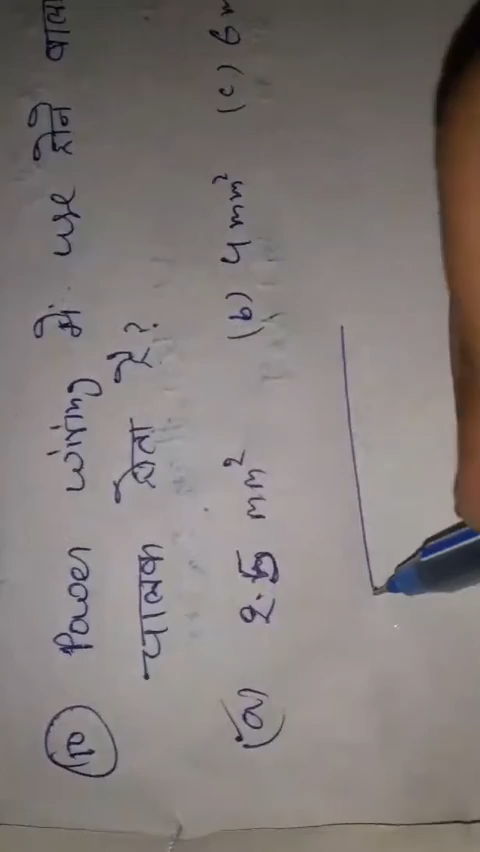 (10) Power wiring में use होने वाला
चालक होता है?
(a) 2.5 mm² (b) 4 mm² (c) 6 m